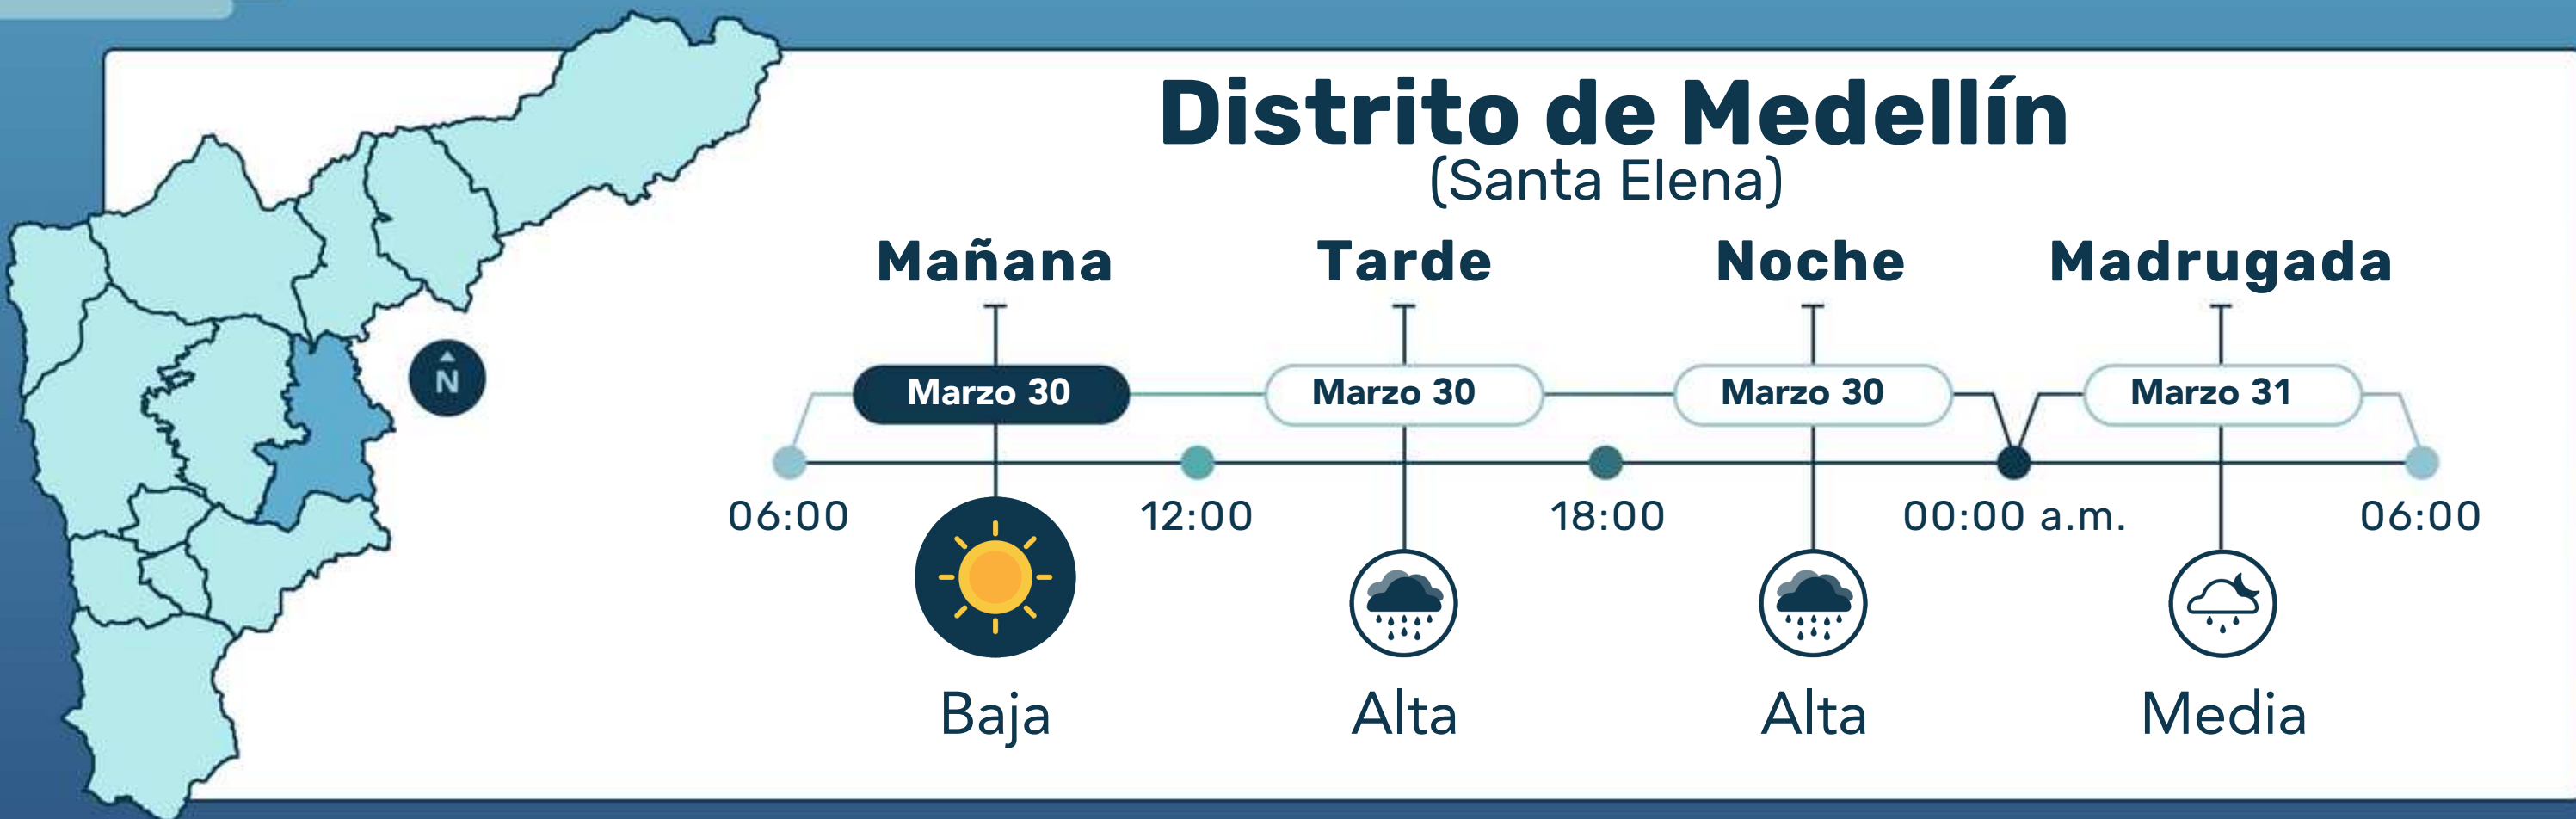 Distrito de Medellín
(Santa Elena)
Mañana Tarde Noche Madrugada
N
Marzo 30 Marzo 30 Marzo 30 Marzo 31
06:00 12:00 18:00 00:00 a.m. 06:00
Baja Alta Alta Media